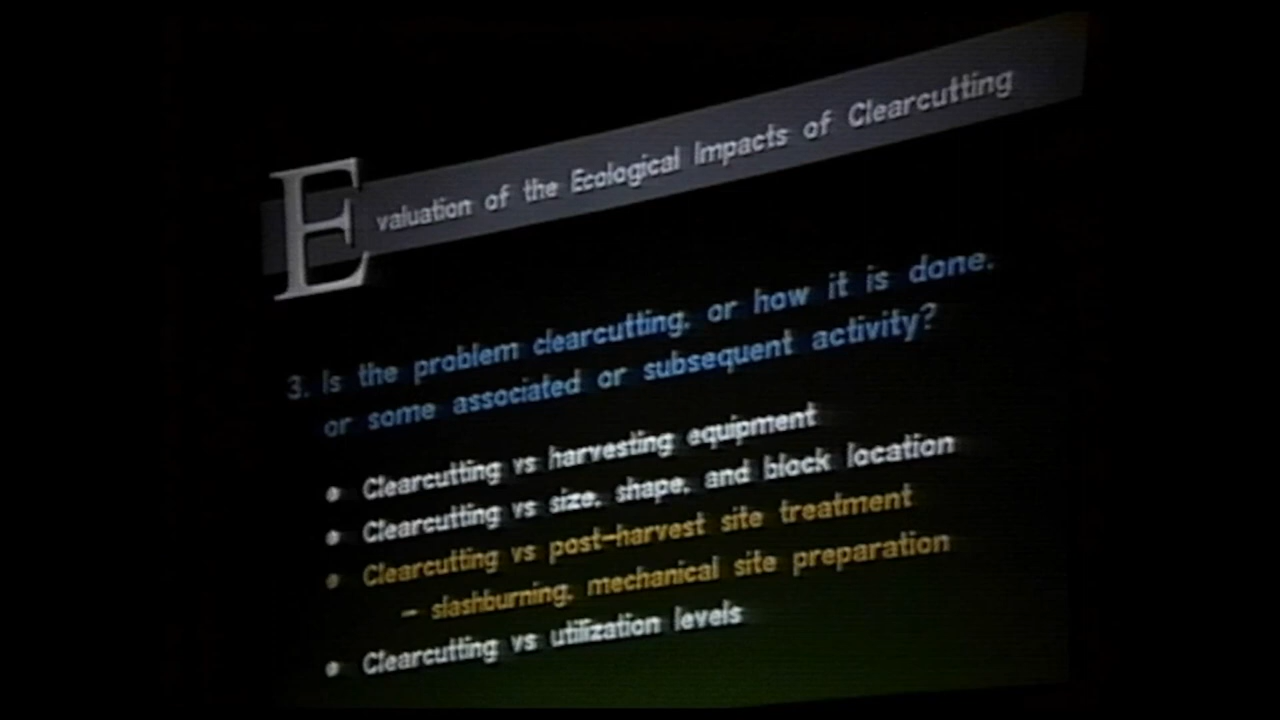 Evaluation of the Ecological Impacts of Clearcutting
3. Is the problem clearcutting, or how it is done,
or some associated or subsequent activity?
• Clearcutting vs harvesting equipment
• Clearcutting vs size, shape, and block location
• Clearcutting vs post-harvest site treatment
– slashburning, mechanical site preparation
• Clearcutting vs utilization levels